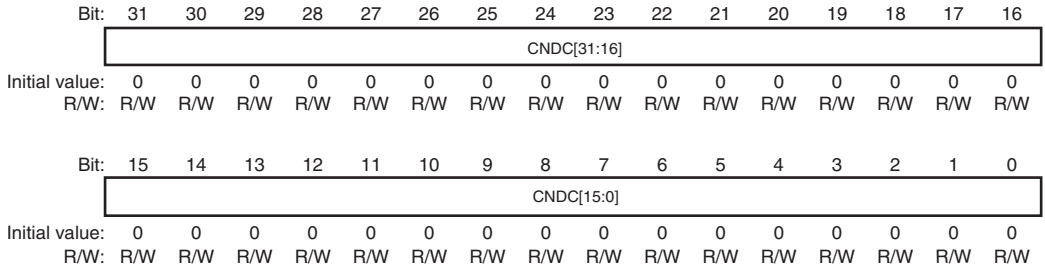 Bit: 31 30 29 28 27 26 25 24 23 22 21 20 19 18 17 16
CNDC[31:16]
Initial value: 0 0 0 0 0 0 0 0 0 0 0 0 0 0 0 0
R/W: R/W R/W R/W R/W R/W R/W R/W R/W R/W R/W R/W R/W R/W R/W R/W R/W
Bit: 15 14 13 12 11 10 9 8 7 6 5 4 3 2 1 0
CNDC[15:0]
Initial value: 0 0 0 0 0 0 0 0 0 0 0 0 0 0 0 0
R/W: R/W R/W R/W R/W R/W R/W R/W R/W R/W R/W R/W R/W R/W R/W R/W R/W